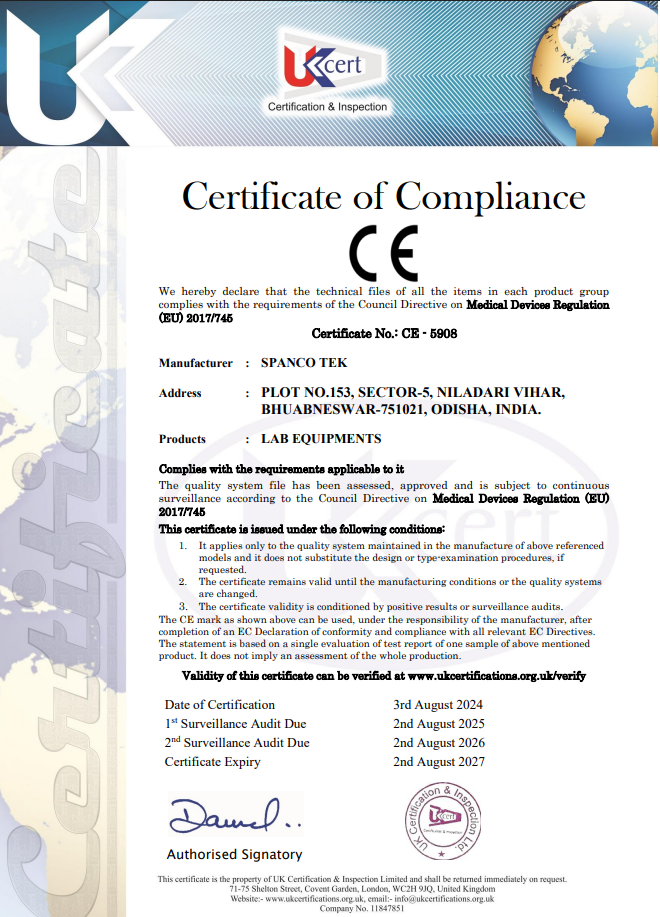 UK
UKcert
Certification & Inspection
Certificate
Certificate of Compliance
CE
We hereby declare that the technical files of all the items in each product group
complies with the requirements of the Council Directive on Medical Devices Regulation
(EU) 2017/745
Certificate No.: CE - 5908
Manufacturer : SPANCO TEK
Address : PLOT NO.153, SECTOR-5, NILADARI VIHAR,
BHUABNESWAR-751021, ODISHA, INDIA.
Products : LAB EQUIPMENTS
Complies with the requirements applicable to it
The quality system file has been assessed, approved and is subject to continuous
surveillance according to the Council Directive on Medical Devices Regulation (EU)
2017/745
This certificate is issued under the following conditions:
1. It applies only to the quality system maintained in the manufacture of above referenced
models and it does not substitute the design or type-examination procedures, if
requested.
2. The certificate remains valid until the manufacturing conditions or the quality systems
are changed.
3. The certificate validity is conditioned by positive results or surveillance audits.
The CE mark as shown above can be used, under the responsibility of the manufacturer, after
completion of an EC Declaration of conformity and compliance with all relevant EC Directives.
The statement is based on a single evaluation of test report of one sample of above mentioned
product. It does not imply an assessment of the whole production.
Validity of this certificate can be verified at www.ukcertifications.org.uk/verify
Date of Certification 3rd August 2024
1st Surveillance Audit Due 2nd August 2025
2nd Surveillance Audit Due 2nd August 2026
Certificate Expiry 2nd August 2027
UK Certification & Inspection Ltd.
UKcert
Certification & Inspection
Authorised Signatory
This certificate is the property of UK Certification & Inspection Limited and shall be returned immediately on request.
71-75 Shelton Street, Covent Garden, London, WC2H 9JQ, United Kingdom
Website:- www.ukcertifications.org.uk, email:- info@ukcertifications.org.uk
Company No. 11847851